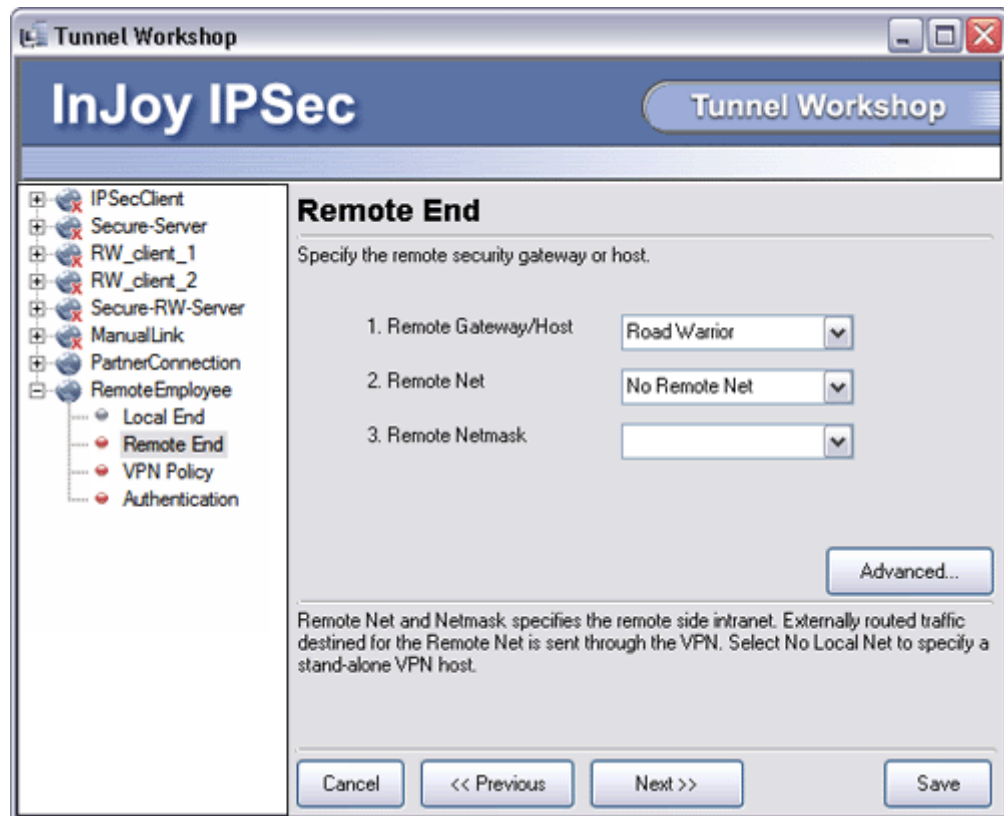 Tunnel Workshop
InJoy IPSec
Tunnel Workshop
IPSecClient
Secure-Server
RW_client_1
RW_client_2
Secure-RW-Server
ManualLink
PartnerConnection
RemoteEmployee
Local End
Remote End
VPN Policy
Authentication
Remote End
Specify the remote security gateway or host.
1. Remote Gateway/Host
Road Warrior
2. Remote Net
No Remote Net
3. Remote Netmask
Advanced...
Remote Net and Netmask specifies the remote side intranet. Externally routed traffic
destined for the Remote Net is sent through the VPN. Select No Local Net to specify a
stand-alone VPN host.
Cancel
<< Previous
Next >>
Save